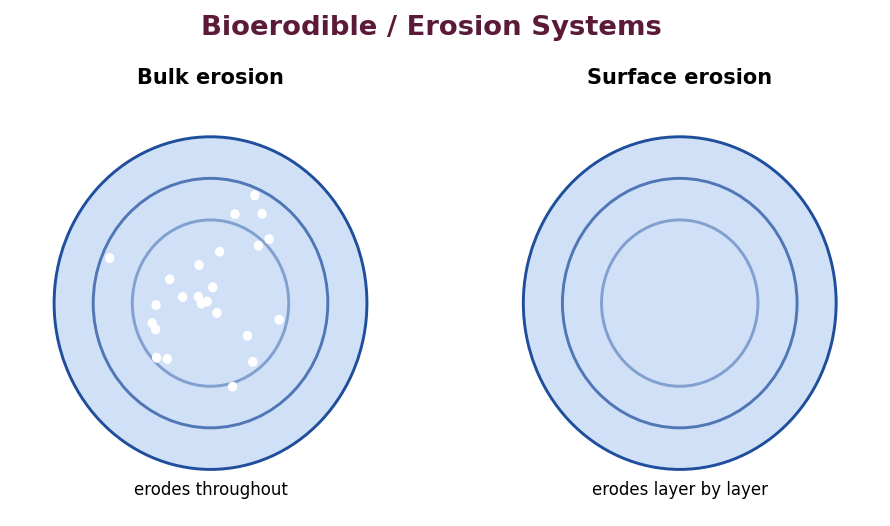 Bioerodible / Erosion Systems
Bulk erosion
Surface erosion
erodes throughout
erodes layer by layer